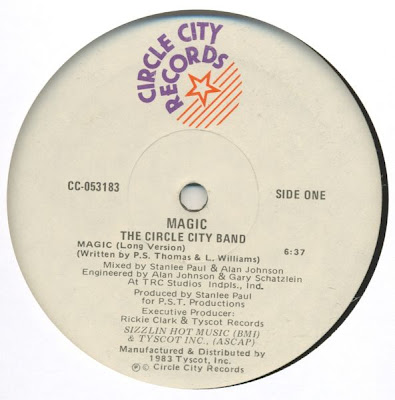 CIRCLE CITY
RECORDS
CC-053183
SIDE ONE
MAGIC
THE CIRCLE CITY BAND
MAGIC (Long Version) 6:37
(Written by P.S. Thomas & L. Williams)
Mixed by Stanlee Paul & Alan Johnson
Engineered by Alan Johnson & Gary Schatzlein
At TRC Studios Indpls., Ind.
Produced by Stanlee Paul
for P.S.T. Productions
Executive Producer:
Rickie Clark & Tyscot Records
SIZZLIN HOT MUSIC (BMI)
& TYSCOT INC., (ASCAP)
Manufactured & Distributed by
1983 Tyscot, Inc.
℗© Circle City Records